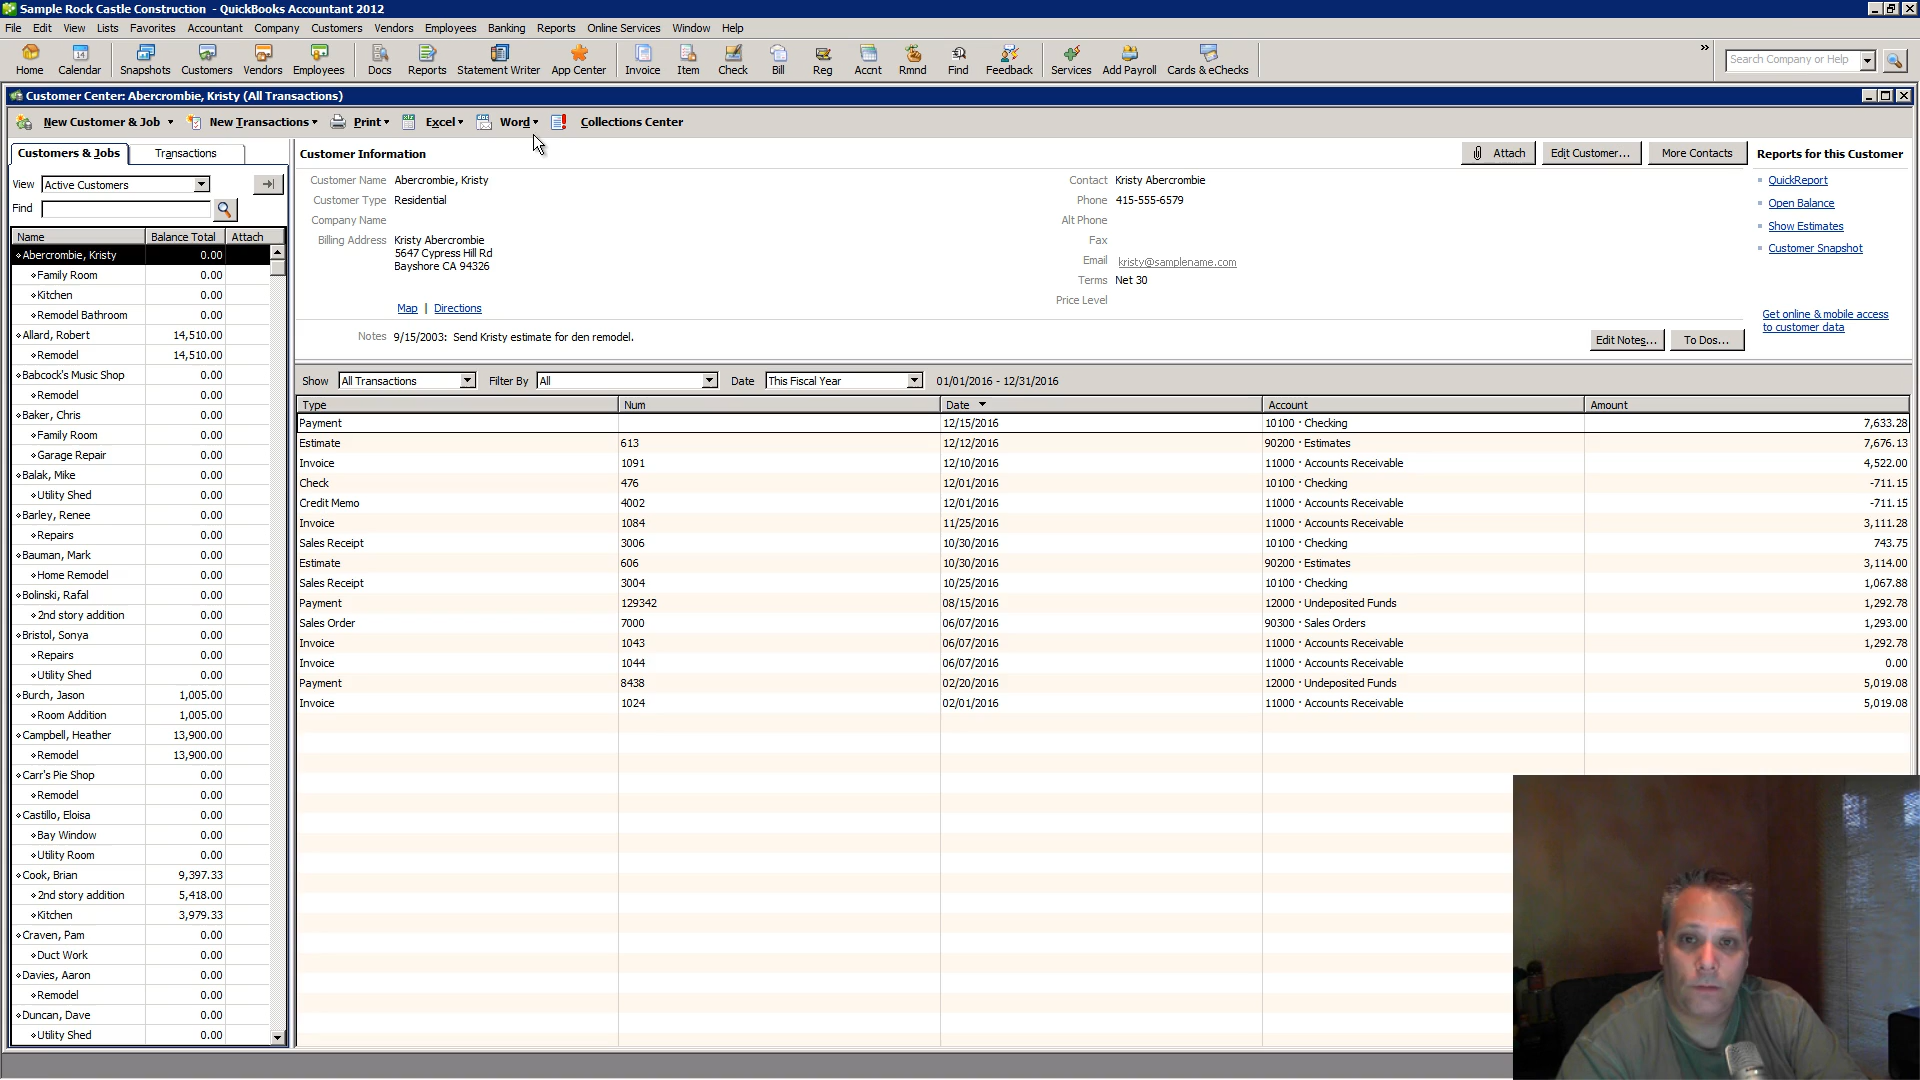 Sample Rock Castle Construction - QuickBooks Accountant 2012
File Edit View Lists Favorites Accountant Company Customers Vendors Employees Banking Reports Online Services Window Help
Home Calendar Snapshots Customers Vendors Employees Docs Reports Statement Writer App Center Invoice Item Check Bill Reg Accnt Rmnd Find Feedback Services Add Payroll Cards & eChecks » Search Company or Help
Customer Center: Abercrombie, Kristy (All Transactions)
New Customer & Job New Transactions Print Excel Word Collections Center
Customers & Jobs Transactions
View Active Customers
Find
Name Balance Total Attach
Abercrombie, Kristy 0.00
Family Room 0.00
Kitchen 0.00
Remodel Bathroom 0.00
Allard, Robert 14,510.00
Remodel 14,510.00
Babcock's Music Shop 0.00
Remodel 0.00
Baker, Chris 0.00
Family Room 0.00
Garage Repair 0.00
Balak, Mike 0.00
Utility Shed 0.00
Barley, Renee 0.00
Repairs 0.00
Bauman, Mark 0.00
Home Remodel 0.00
Bolinski, Rafal 0.00
2nd story addition 0.00
Bristol, Sonya 0.00
Repairs 0.00
Utility Shed 0.00
Burch, Jason 1,005.00
Room Addition 1,005.00
Campbell, Heather 13,900.00
Remodel 13,900.00
Carr's Pie Shop 0.00
Remodel 0.00
Castillo, Eloisa 0.00
Bay Window 0.00
Utility Room 0.00
Cook, Brian 9,397.33
2nd story addition 5,418.00
Kitchen 3,979.33
Craven, Pam 0.00
Duct Work 0.00
Davies, Aaron 0.00
Remodel 0.00
Duncan, Dave 0.00
Utility Shed 0.00
Customer Information Attach Edit Customer... More Contacts
Customer Name Abercrombie, Kristy
Customer Type Residential
Company Name
Billing Address Kristy Abercrombie
5647 Cypress Hill Rd
Bayshore CA 94326
Map | Directions
Contact Kristy Abercrombie
Phone 415-555-6579
Alt Phone
Fax
Email kristy@samplename.com
Terms Net 30
Price Level
Notes 9/15/2003: Send Kristy estimate for den remodel.
Edit Notes... To Dos...
Reports for this Customer
QuickReport
Open Balance
Show Estimates
Customer Snapshot
Get online & mobile access
to customer data
Show All Transactions Filter By All Date This Fiscal Year 01/01/2016 - 12/31/2016
Type Num Date Account Amount
Payment 12/15/2016 10100 · Checking 7,633.28
Estimate 613 12/12/2016 90200 · Estimates 7,676.13
Invoice 1091 12/10/2016 11000 · Accounts Receivable 4,522.00
Check 476 12/01/2016 10100 · Checking -711.15
Credit Memo 4002 12/01/2016 11000 · Accounts Receivable -711.15
Invoice 1084 11/25/2016 11000 · Accounts Receivable 3,111.28
Sales Receipt 3006 10/30/2016 10100 · Checking 743.75
Estimate 606 10/30/2016 90200 · Estimates 3,114.00
Sales Receipt 3004 10/25/2016 10100 · Checking 1,067.88
Payment 129342 08/15/2016 12000 · Undeposited Funds 1,292.78
Sales Order 7000 06/07/2016 90300 · Sales Orders 1,293.00
Invoice 1043 06/07/2016 11000 · Accounts Receivable 1,292.78
Invoice 1044 06/07/2016 11000 · Accounts Receivable 0.00
Payment 8438 02/20/2016 12000 · Undeposited Funds 5,019.08
Invoice 1024 02/01/2016 11000 · Accounts Receivable 5,019.08